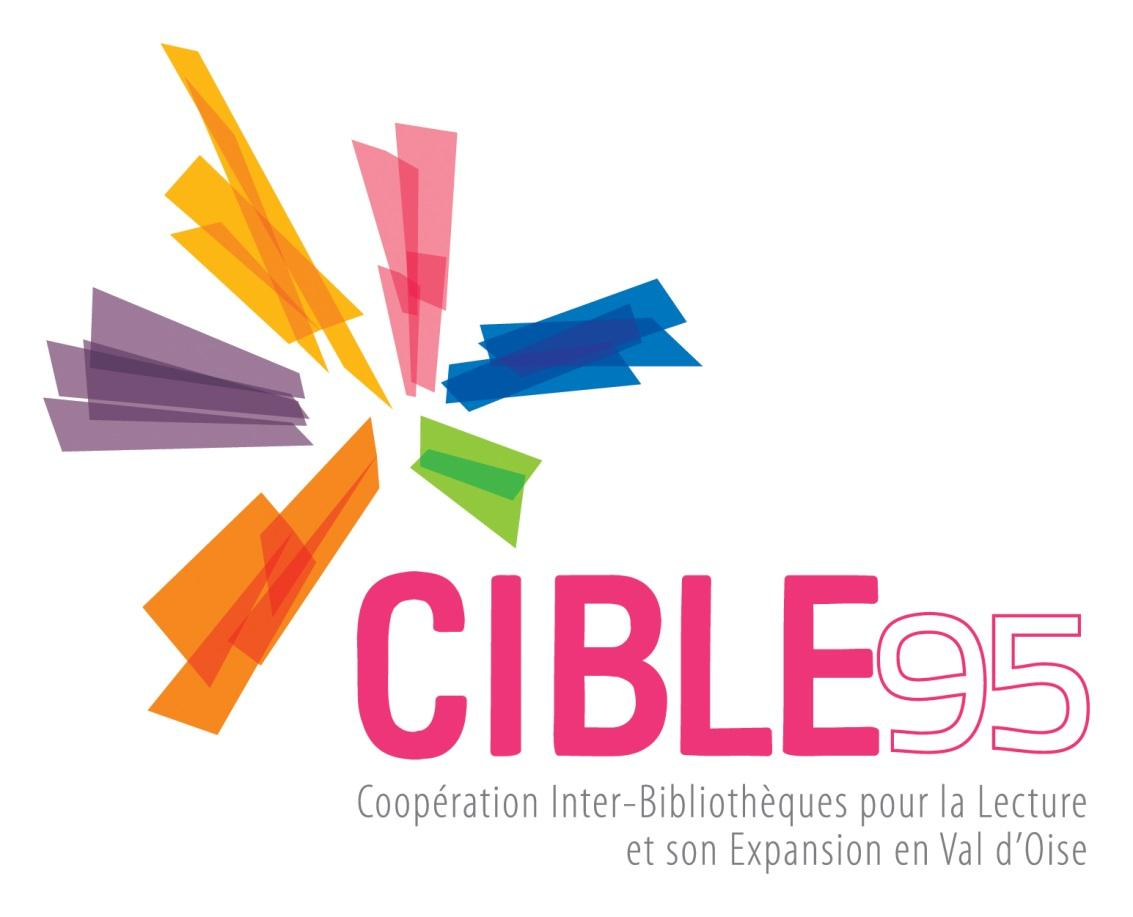 CIBLE95
Coopération Inter-Bibliothèques pour la Lecture
et son Expansion en Val d’Oise